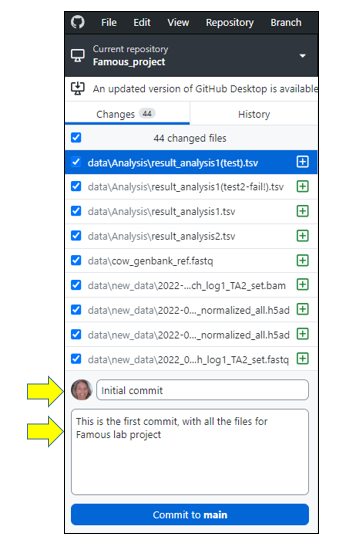 File Edit View Repository Branch
Current repository
Famous_project
An updated version of GitHub Desktop is available
Changes 44 History
44 changed files
data\Analysis\result_analysis1(test).tsv
data\Analysis\result_analysis1(test2-fail!).tsv
data\Analysis\result_analysis1.tsv
data\Analysis\result_analysis2.tsv
data\cow_genbank_ref.fastq
data\new_data\2022-...ch_log1_TA2_set.bam
data\new_data\2022-0..._normalized_all.h5ad
data\new_data\2022-0..._normalized_all.h5ad
data\new_data\2022_0...h_log1_TA2_set.fastq
Initial commit
This is the first commit, with all the files for
Famous lab project
Commit to main